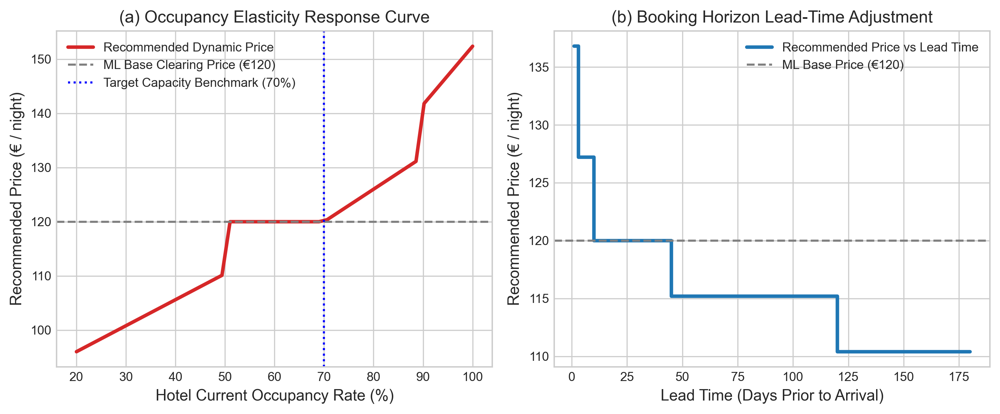 (a) Occupancy Elasticity Response Curve
Recommended Dynamic Price
ML Base Clearing Price (€120)
Target Capacity Benchmark (70%)
150
140
130
120
110
100
Recommended Price (€ / night)
20 30 40 50 60 70 80 90 100
Hotel Current Occupancy Rate (%)
(b) Booking Horizon Lead-Time Adjustment
Recommended Price vs Lead Time
ML Base Price (€120)
135
130
125
120
115
110
Recommended Price (€ / night)
0 25 50 75 100 125 150 175
Lead Time (Days Prior to Arrival)